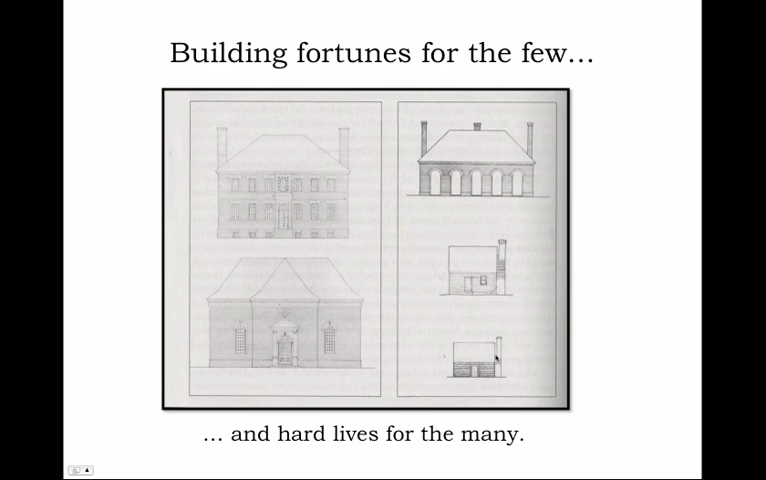 Building fortunes for the few...
... and hard lives for the many.